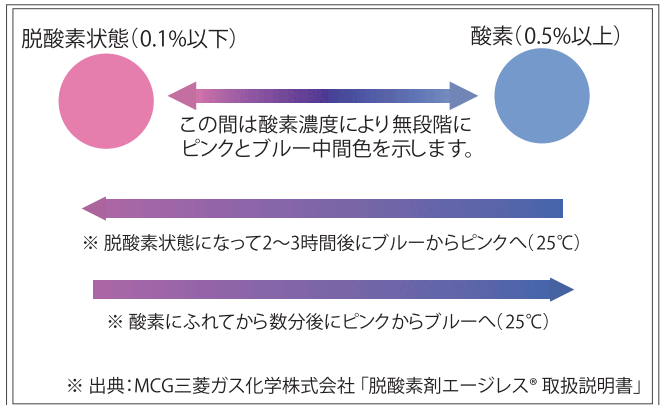 脱酸素状態（0.1%以下）
酸素（0.5%以上）
この間は酸素濃度により無段階に
ピンクとブルー中間色を示します。
※ 脱酸素状態になって2～3時間後にブルーからピンクへ（25℃）
※ 酸素にふれてから数分後にピンクからブルーへ（25℃）
※ 出典：MCG三菱ガス化学株式会社「脱酸素剤エージレス® 取扱説明書」